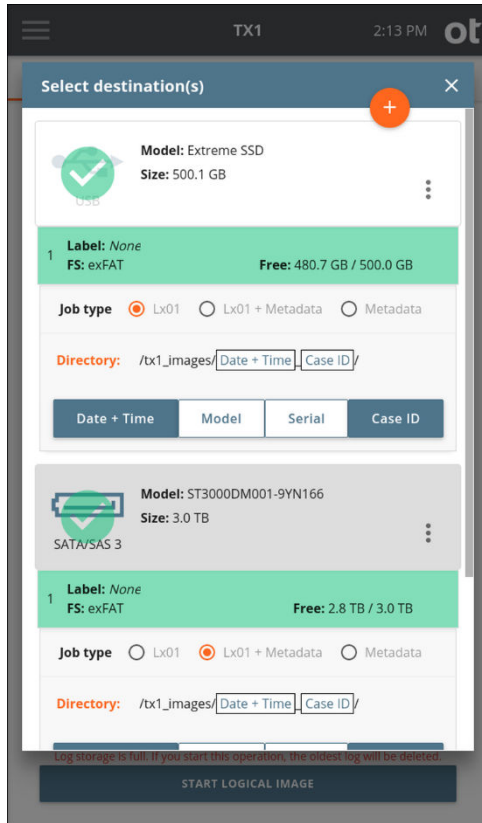 TX1
2:13 PM
ot
Select destination(s)
+
Model: Extreme SSD
Size: 500.1 GB
USB
1
Label: None
FS: exFAT
Free: 480.7 GB / 500.0 GB
Job type Lx01 Lx01 + Metadata Metadata
Directory: /tx1_images/Date + Time_Case ID/
Date + Time Model Serial Case ID
Model: ST3000DM001-9YN166
Size: 3.0 TB
SATA/SAS 3
1
Label: None
FS: exFAT
Free: 2.8 TB / 3.0 TB
Job type Lx01 Lx01 + Metadata Metadata
Directory: /tx1_images/Date + Time_Case ID/
Log storage is full. If you start this operation, the oldest log will be deleted.
START LOGICAL IMAGE